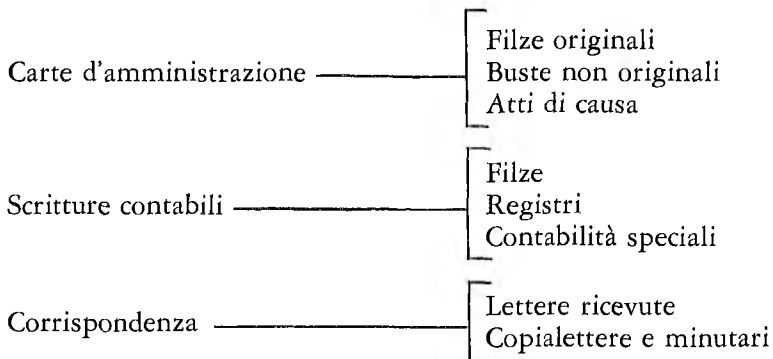 Carte d'amministrazione
Filze originali
Buste non originali
Atti di causa
Scritture contabili
Filze
Registri
Contabilità speciali
Corrispondenza
Lettere ricevute
Copialettere e minutari